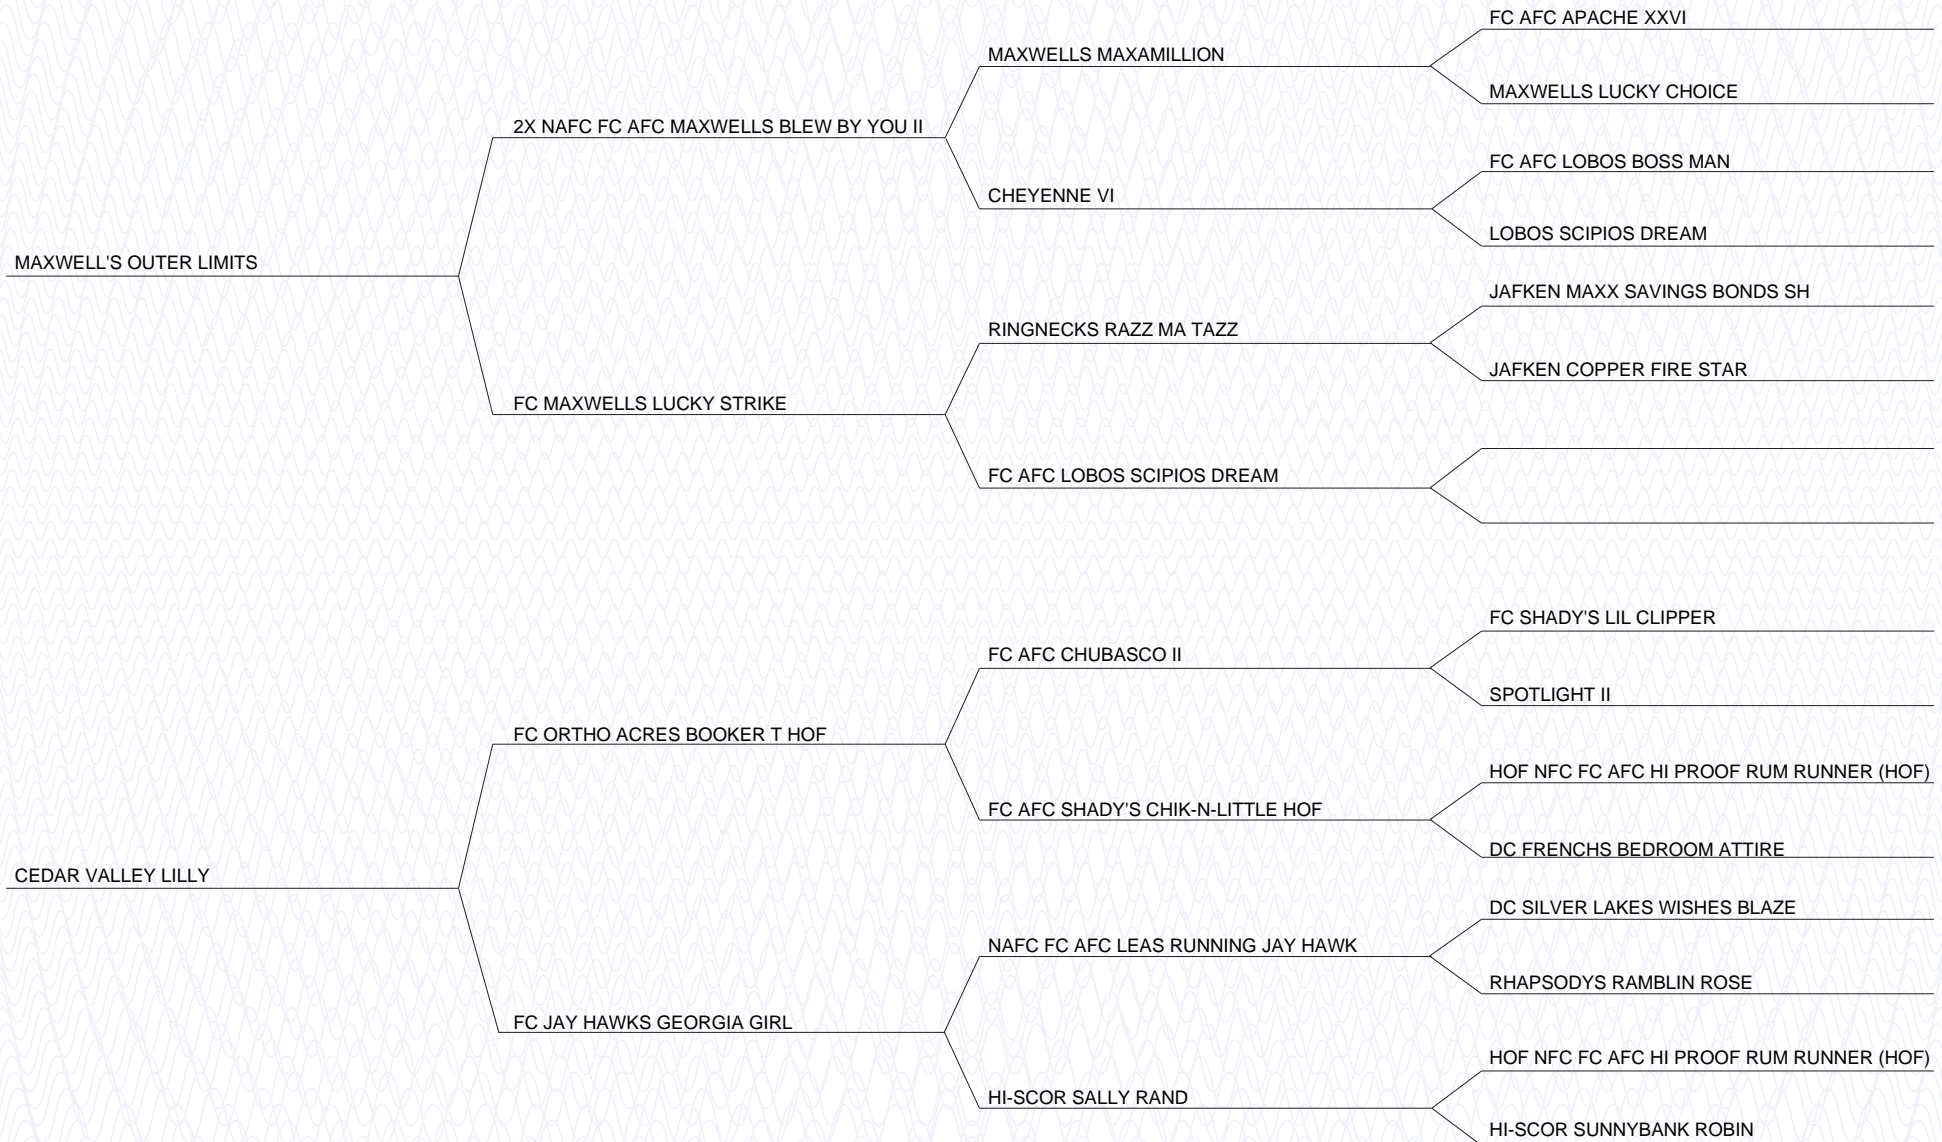 FC AFC APACHE XXVI
MAXWELLS MAXAMILLION
MAXWELLS LUCKY CHOICE
2X NAFC FC AFC MAXWELLS BLEW BY YOU II
FC AFC LOBOS BOSS MAN
CHEYENNE VI
LOBOS SCIPIOS DREAM
MAXWELL'S OUTER LIMITS
JAFKEN MAXX SAVINGS BONDS SH
RINGNECKS RAZZ MA TAZZ
JAFKEN COPPER FIRE STAR
FC MAXWELLS LUCKY STRIKE
FC AFC LOBOS SCIPIOS DREAM
FC SHADY'S LIL CLIPPER
FC AFC CHUBASCO II
SPOTLIGHT II
FC ORTHO ACRES BOOKER T HOF
HOF NFC FC AFC HI PROOF RUM RUNNER (HOF)
FC AFC SHADY'S CHIK-N-LITTLE HOF
DC FRENCHS BEDROOM ATTIRE
CEDAR VALLEY LILLY
DC SILVER LAKES WISHES BLAZE
NAFC FC AFC LEAS RUNNING JAY HAWK
RHAPSODYS RAMBLIN ROSE
FC JAY HAWKS GEORGIA GIRL
HOF NFC FC AFC HI PROOF RUM RUNNER (HOF)
HI-SCOR SALLY RAND
HI-SCOR SUNNYBANK ROBIN